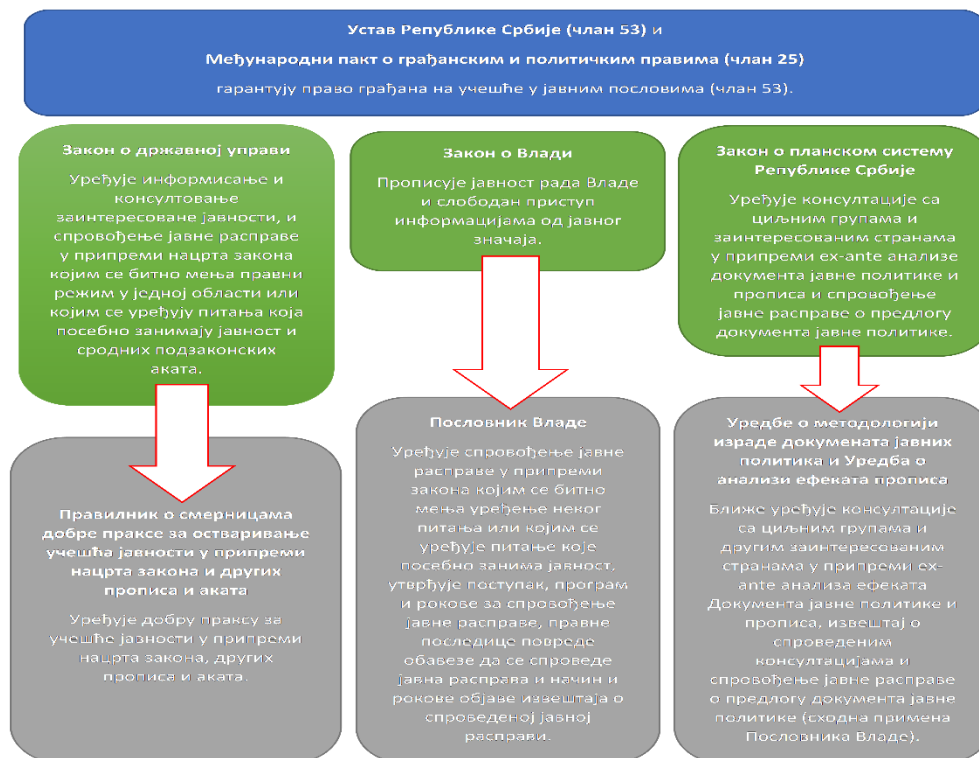 Устав Републике Србије (члан 53) и
Међународни пакт о грађанским и политичким правима (члан 25)
гарантују право грађана на учешће у јавним пословима (члан 53).
Закон о државној управи
Уређује информисање и
консултовање
заинтересоване јавности, и
спровођење јавне расправе
у припреми нацрта закона
којим се битно мења правни
режим у једној области или
којим се уређују питања која
посебно занимају јавност и
сродних подзаконских
аката.
Закон о Влади
Прописује јавност рада Владе
и слободан приступ
информацијама од јавног
значаја.
Закон о планском систему
Републике Србије
Уређује консултације са
циљним групама и
заинтересованим странама
у припреми ex-ante анализе
документа јавне политике и
прописа и спровођење
јавне расправе о предлогу
документа јавне политике.
Правилник о смерницама
добре праксе за остваривање
учешћа јавности у припреми
нацрта закона и других
прописа и аката
Уређује добру праксу за
учешће јавности у припреми
нацрта закона, других
прописа и аката.
Пословник Владе
Уређује спровођење јавне
расправе у припреми
закона којим се битно
мења уређење неког
питања или којим се
уређује питање које
посебно занима јавност,
утврђује поступак, програм
и рокове за спровођење
јавне расправе, правне
последице повреде
обавезе да се спроведе
јавна расправа и начин и
рокове објаве извештаја о
спроведеној јавној
расправи.
Уредбе о методологији
израде докумената јавних
политика и Уредба о
анализи ефеката прописа
Ближе уређује консултације
са циљним групама и
другим заинтересованим
странама у припреми ex-
ante анализа ефеката
Документа јавне политике и
прописа, извештај о
спроведеним
консултацијама и
спровођење јавне расправе
о предлогу документа јавне
политике (сходна примена
Пословника Владе).